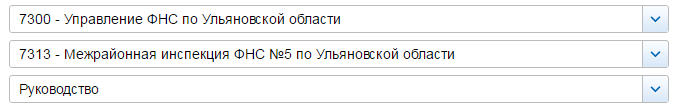 7300 - Управление ФНС по Ульяновской области
7313 - Межрайонная инспекция ФНС №5 по Ульяновской области
Руководство